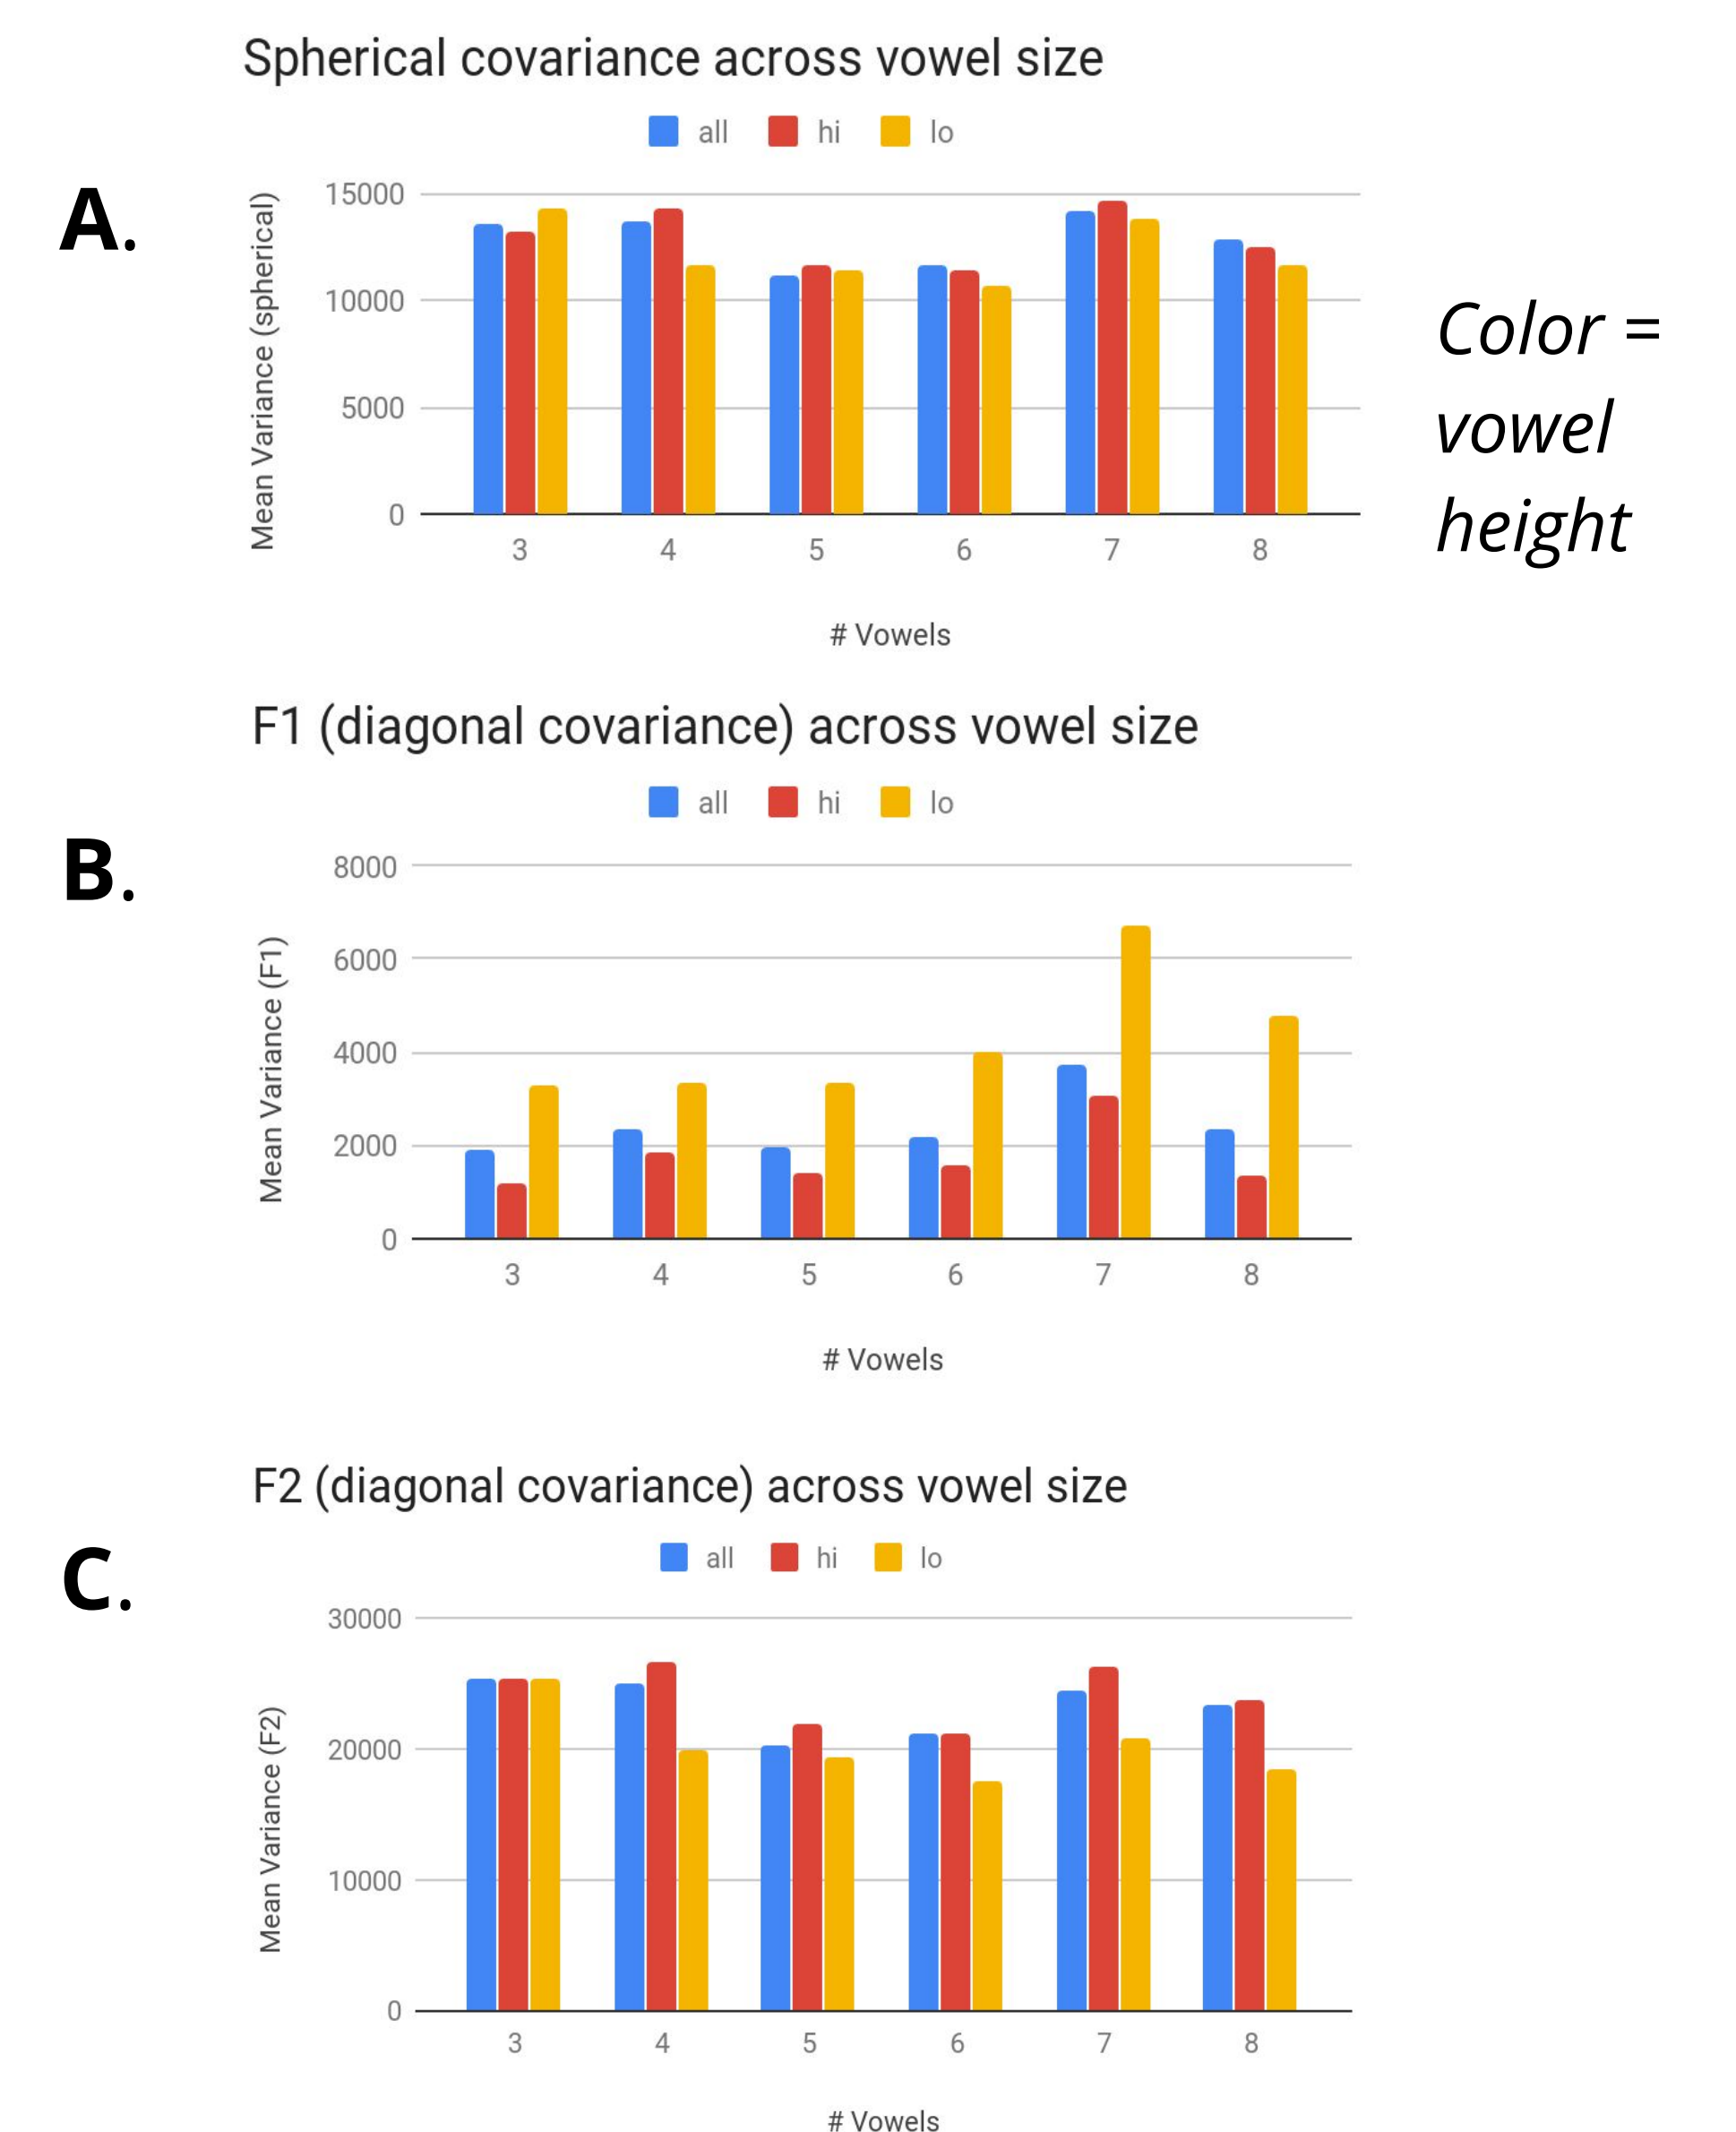 Spherical covariance across vowel size
all hi lo
A.
Mean Variance (spherical)
15000
10000
5000
0
3 4 5 6 7 8
# Vowels
Color =
vowel
height
F1 (diagonal covariance) across vowel size
all hi lo
B.
Mean Variance (F1)
8000
6000
4000
2000
0
3 4 5 6 7 8
# Vowels
F2 (diagonal covariance) across vowel size
all hi lo
C.
Mean Variance (F2)
30000
20000
10000
0
3 4 5 6 7 8
# Vowels